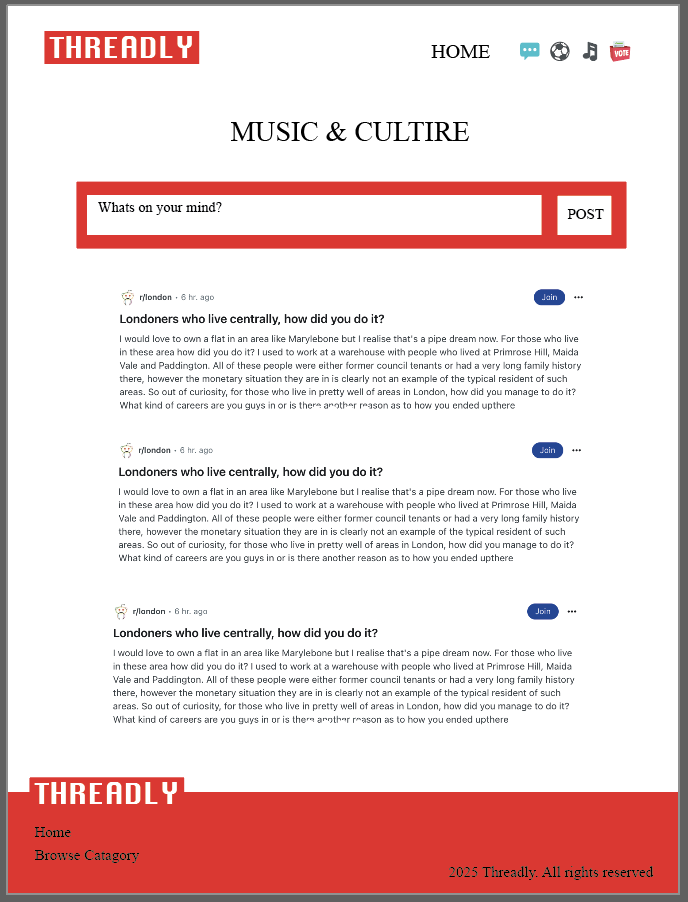 THREADLY
HOME
VOTE
MUSIC & CULTIRE
Whats on your mind?
POST
r/london • 6 hr. ago
Join
Londoners who live centrally, how did you do it?
I would love to own a flat in an area like Marylebone but I realise that's a pipe dream now. For those who live
in these area how did you do it? I used to work at a warehouse with people who lived at Primrose Hill, Maida
Vale and Paddington. All of these people were either former council tenants or had a very long family history
there, however the monetary situation they are in is clearly not an example of the typical resident of such
areas. So out of curiosity, for those who live in pretty well of areas in London, how did you manage to do it?
What kind of careers are you guys in or is there another reason as to how you ended upthere
r/london • 6 hr. ago
Join
Londoners who live centrally, how did you do it?
I would love to own a flat in an area like Marylebone but I realise that's a pipe dream now. For those who live
in these area how did you do it? I used to work at a warehouse with people who lived at Primrose Hill, Maida
Vale and Paddington. All of these people were either former council tenants or had a very long family history
there, however the monetary situation they are in is clearly not an example of the typical resident of such
areas. So out of curiosity, for those who live in pretty well of areas in London, how did you manage to do it?
What kind of careers are you guys in or is there another reason as to how you ended upthere
r/london • 6 hr. ago
Join
Londoners who live centrally, how did you do it?
I would love to own a flat in an area like Marylebone but I realise that's a pipe dream now. For those who live
in these area how did you do it? I used to work at a warehouse with people who lived at Primrose Hill, Maida
Vale and Paddington. All of these people were either former council tenants or had a very long family history
there, however the monetary situation they are in is clearly not an example of the typical resident of such
areas. So out of curiosity, for those who live in pretty well of areas in London, how did you manage to do it?
What kind of careers are you guys in or is there another reason as to how you ended upthere
THREADLY
Home
Browse Catagory
2025 Threadly. All rights reserved